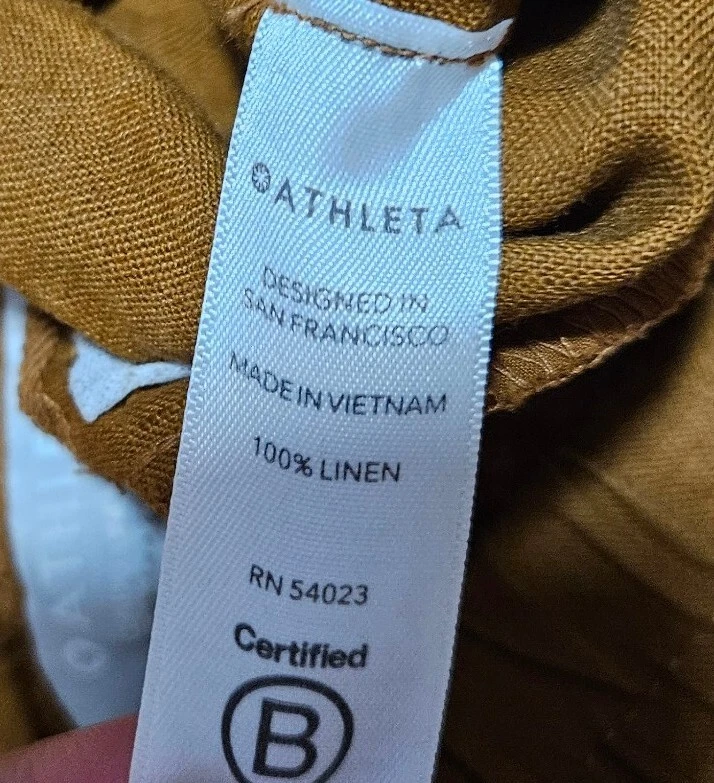 ATHLETA
DESIGNED IN
SAN FRANCISCO
MADE IN VIETNAM
100% LINEN
RN 54023
Certified
B